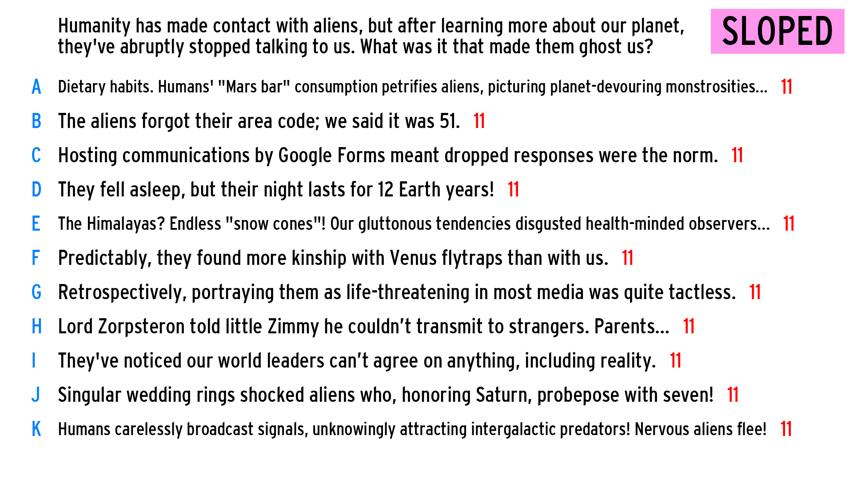 Humanity has made contact with aliens, but after learning more about our planet,
they've abruptly stopped talking to us. What was it that made them ghost us?
SLOPED
A Dietary habits. Humans' "Mars bar" consumption petrifies aliens, picturing planet-devouring monstrosities... 11
B The aliens forgot their area code; we said it was 51. 11
C Hosting communications by Google Forms meant dropped responses were the norm. 11
D They fell asleep, but their night lasts for 12 Earth years! 11
E The Himalayas? Endless "snow cones"! Our gluttonous tendencies disgusted health-minded observers... 11
F Predictably, they found more kinship with Venus flytraps than with us. 11
G Retrospectively, portraying them as life-threatening in most media was quite tactless. 11
H Lord Zorpsteron told little Zimmy he couldn’t transmit to strangers. Parents... 11
I They've noticed our world leaders can’t agree on anything, including reality. 11
J Singular wedding rings shocked aliens who, honoring Saturn, probepose with seven! 11
K Humans carelessly broadcast signals, unknowingly attracting intergalactic predators! Nervous aliens flee! 11